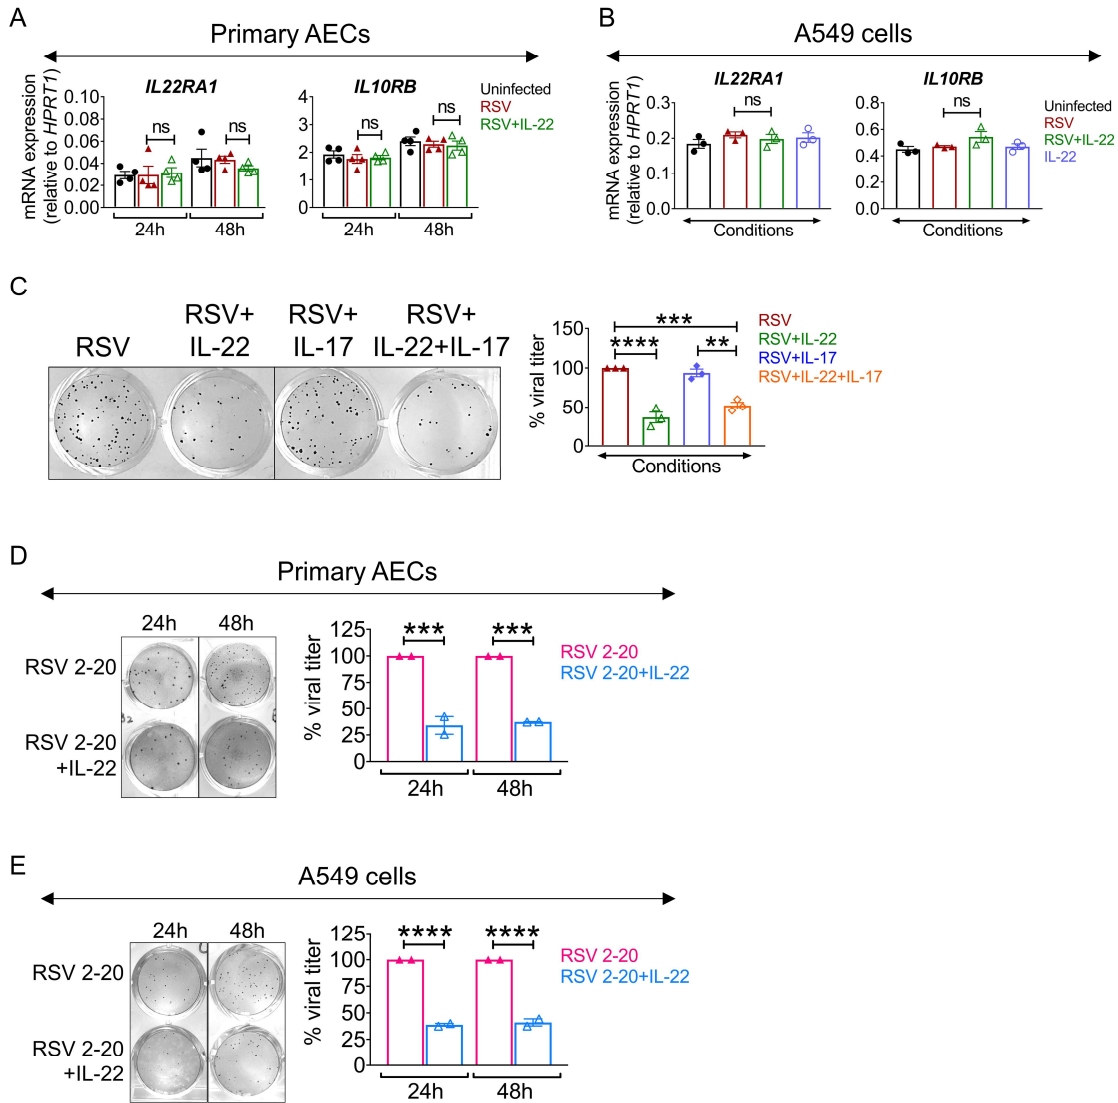 A
Primary AECs
mRNA expression
(relative to HPRT1)
IL22RA1
0.10
0.08
0.06
0.04
0.02
0.00
ns
ns
24h
48h
IL10RB
4
3
2
1
0
ns
ns
24h
48h
Uninfected
RSV
RSV+IL-22
B
A549 cells
mRNA expression
(relative to HPRT1)
IL22RA1
0.3
0.2
0.1
0.0
ns
Conditions
IL10RB
0.8
0.6
0.4
0.2
0.0
ns
Conditions
Uninfected
RSV
RSV+IL-22
IL-22
C
RSV
RSV+
IL-22
RSV+
IL-17
RSV+
IL-22+IL-17
% viral titer
150
100
50
0
***
****
**
Conditions
RSV
RSV+IL-22
RSV+IL-17
RSV+IL-22+IL-17
D
Primary AECs
24h
48h
RSV 2-20
RSV 2-20
+IL-22
% viral titer
125
100
75
50
25
0
***
***
24h
48h
RSV 2-20
RSV 2-20+IL-22
E
A549 cells
24h
48h
RSV 2-20
RSV 2-20
+IL-22
% viral titer
125
100
75
50
25
0
****
****
24h
48h
RSV 2-20
RSV 2-20+IL-22